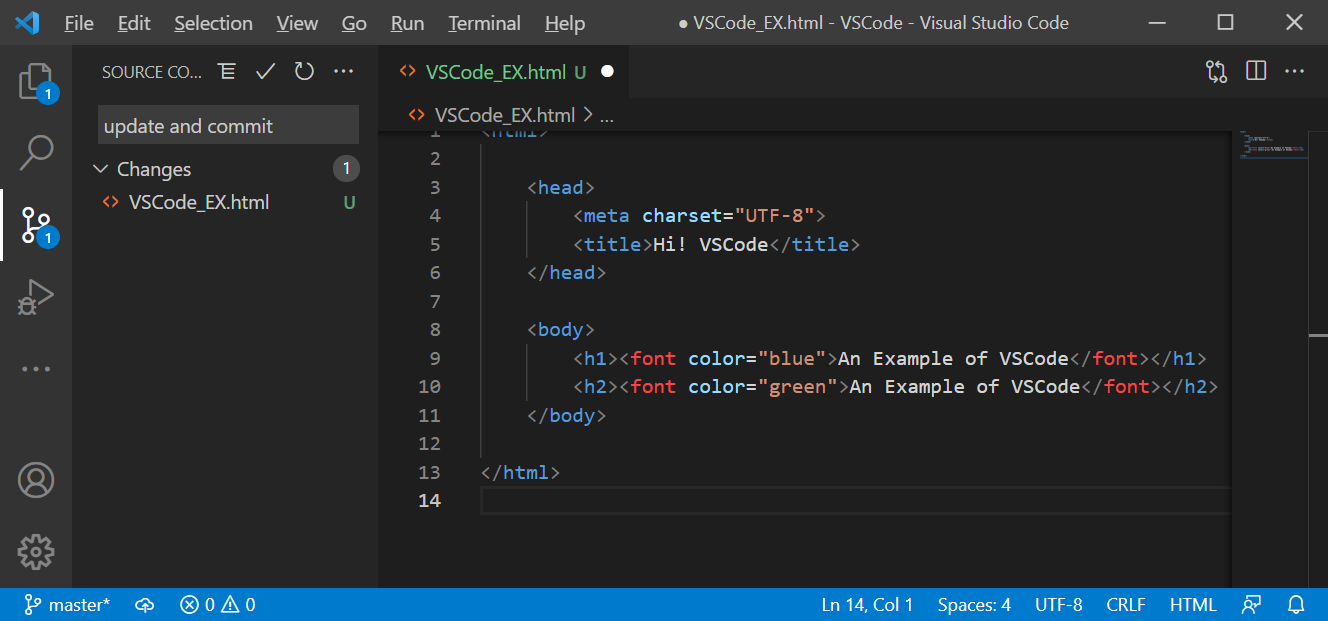 File Edit Selection View Go Run Terminal Help ● VSCode_EX.html - VSCode - Visual Studio Code
SOURCE CO... ...
VSCode_EX.html U ●
1
update and commit
VSCode_EX.html > ...
Changes 1
VSCode_EX.html U
1
1 <html>
2
3 <head>
4 <meta charset="UTF-8">
5 <title>Hi! VSCode</title>
6 </head>
7
8 <body>
9 <h1><font color="blue">An Example of VSCode</font></h1>
10 <h2><font color="green">An Example of VSCode</font></h2>
11 </body>
12
13 </html>
14
master* 0 0 Ln 14, Col 1 Spaces: 4 UTF-8 CRLF HTML